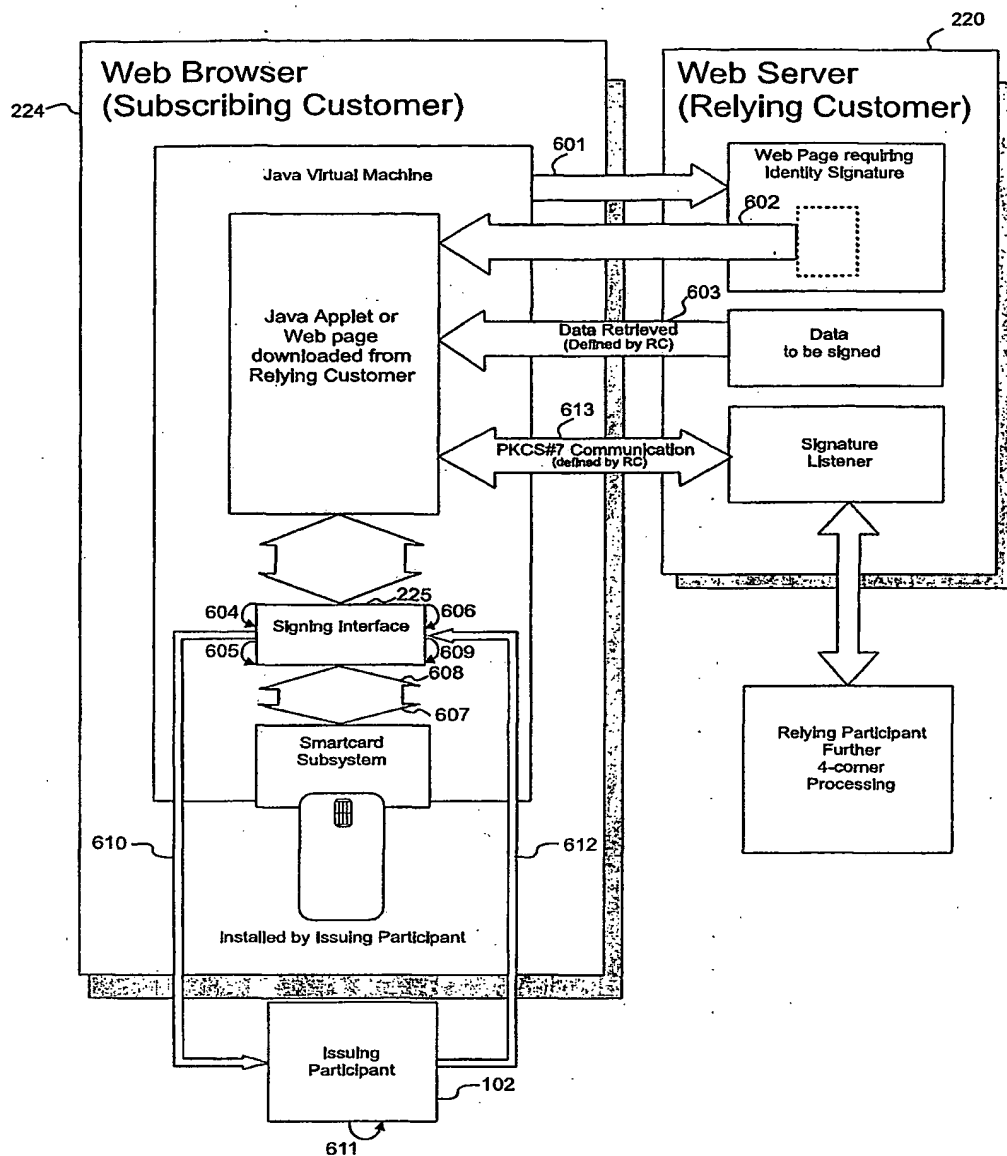 220
Web Browser
(Subscribing Customer)
224
Web Server
(Relying Customer)
601
Java Virtual Machine
Web Page requiring
Identity Signature
602
Java Applet or
Web page
downloaded from
Relying Customer
603
Data Retrieved
(Defined by RC)
Data
to be signed
613
PKCS#7 Communication
(defined by RC)
Signature
Listener
225
604
606
Signing Interface
605
609
608
607
Smartcard
Subsystem
Relying Participant
Further
4-corner
Processing
610
612
Installed by Issuing Participant
Issuing
Participant
102
611